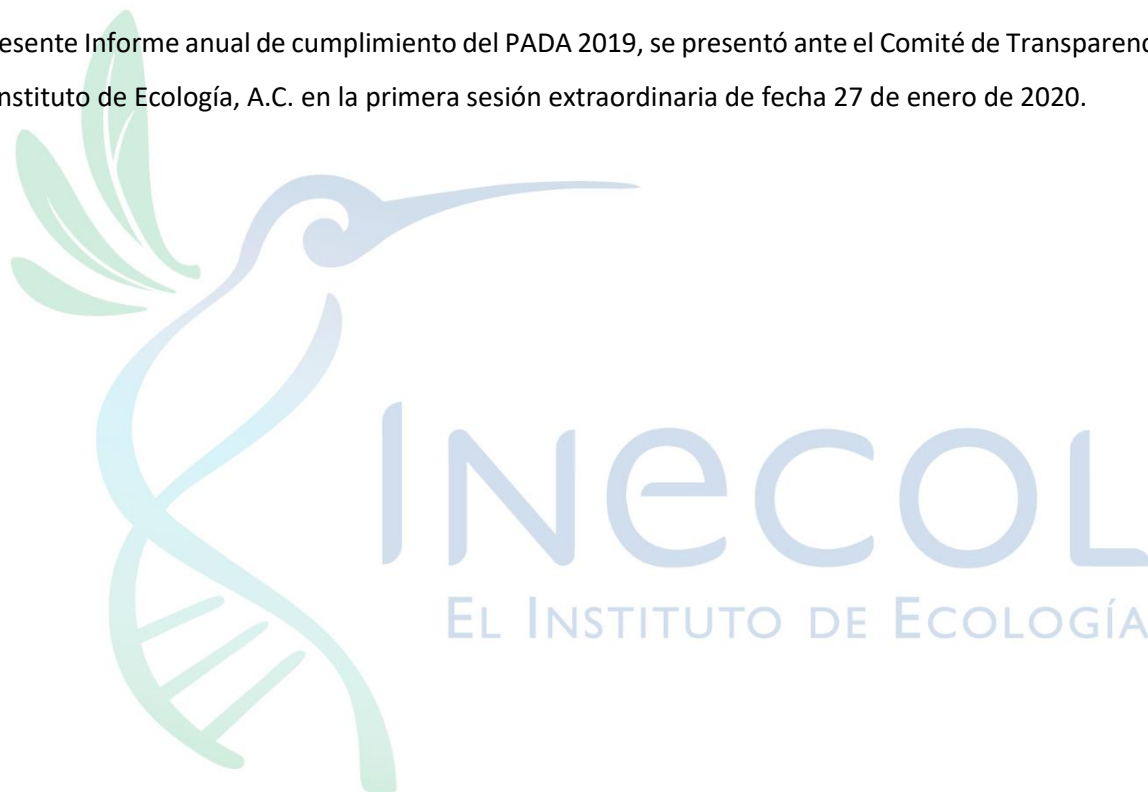 esente Informe anual de cumplimiento del PADA 2019, se presentó ante el Comité de Transparenc
nstituto de Ecología, A.C. en la primera sesión extraordinaria de fecha 27 de enero de 2020.
INECOL
EL INSTITUTO DE ECOLOGÍA